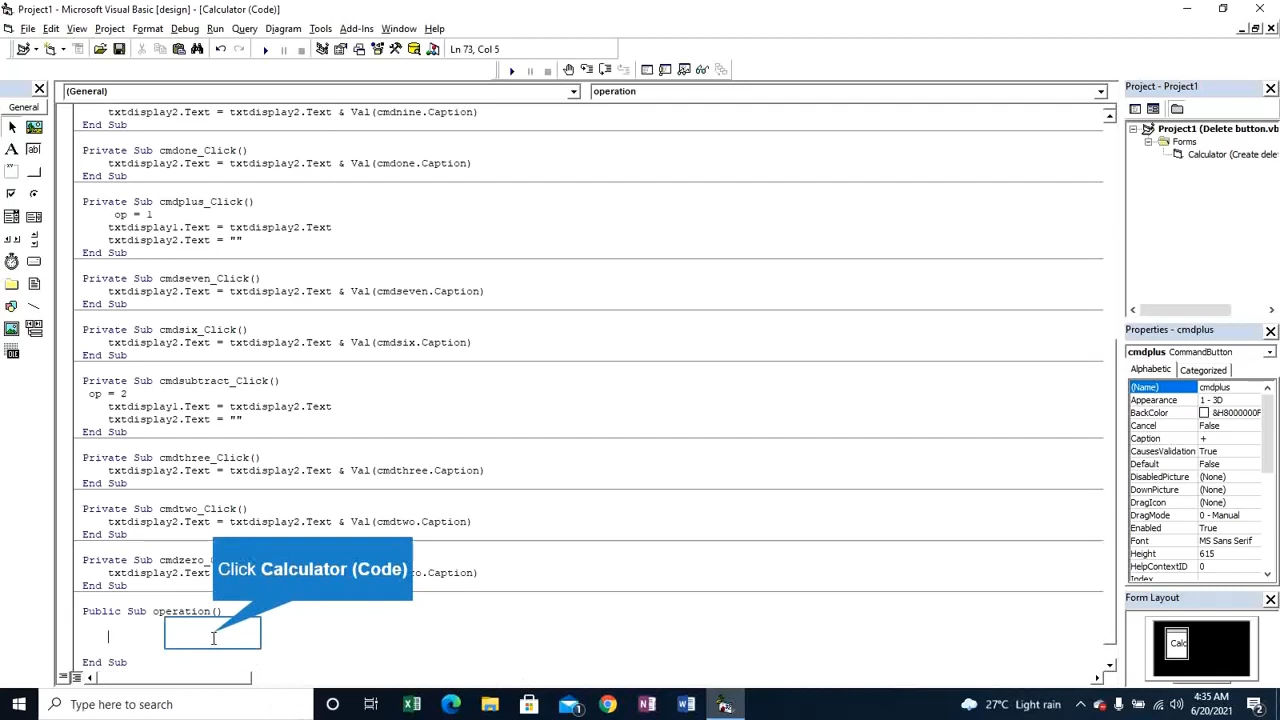 Project1 - Microsoft Visual Basic [design] - [Calculator (Code)]
File Edit View Project Format Debug Run Query Diagram Tools Add-Ins Window Help
Ln 73, Col 5
(General)
operation
Project - Project1
General
txtdisplay2.Text = txtdisplay2.Text & Val(cmdnine.Caption)
End Sub
Private Sub cmdone_Click()
txtdisplay2.Text = txtdisplay2.Text & Val(cmdone.Caption)
End Sub
Private Sub cmdplus_Click()
op = 1
txtdisplay1.Text = txtdisplay2.Text
txtdisplay2.Text = ""
End Sub
Private Sub cmdseven_Click()
txtdisplay2.Text = txtdisplay2.Text & Val(cmdseven.Caption)
End Sub
Private Sub cmdsix_Click()
txtdisplay2.Text = txtdisplay2.Text & Val(cmdsix.Caption)
End Sub
Private Sub cmdsubtract_Click()
op = 2
txtdisplay1.Text = txtdisplay2.Text
txtdisplay2.Text = ""
End Sub
Private Sub cmdthree_Click()
txtdisplay2.Text = txtdisplay2.Text & Val(cmdthree.Caption)
End Sub
Private Sub cmdtwo_Click()
txtdisplay2.Text = txtdisplay2.Text & Val(cmdtwo.Caption)
End Sub
Private Sub cmdzero_
txtdisplay2.Text o.Caption)
End Sub
Click Calculator (Code)
Public Sub operation()
End Sub
Project1 (Delete button.vb
Forms
Calculator (Create dele
Properties - cmdplus
cmdplus CommandButton
Alphabetic Categorized
(Name) cmdplus
Appearance 1 - 3D
BackColor &H8000000F
Cancel False
Caption +
CausesValidation True
Default False
DisabledPicture (None)
DownPicture (None)
DragIcon (None)
DragMode 0 - Manual
Enabled True
Font MS Sans Serif
Height 615
HelpContextID 0
Index
Form Layout
Calc
Type here to search
27°C Light rain
4:35 AM
6/20/2021